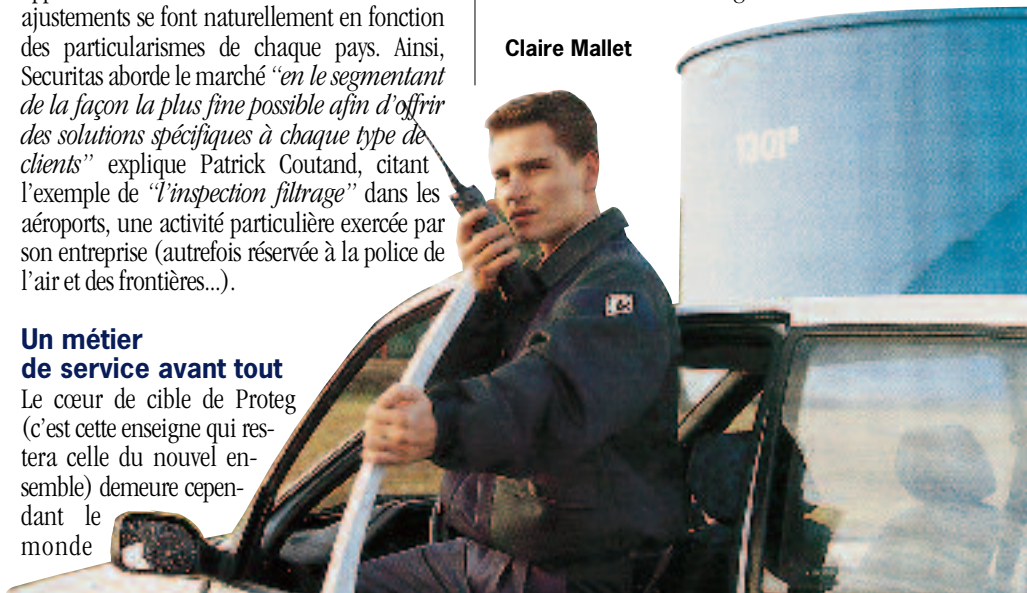 ajustements se font naturellement en fonction
des particularismes de chaque pays. Ainsi,
Securitas aborde le marché “en le segmentant
de la façon la plus fine possible afin d’offrir
des solutions spécifiques à chaque type de
clients” explique Patrick Coutand, citant
l’exemple de “l’inspection filtrage” dans les
aéroports, une activité particulière exercée par
son entreprise (autrefois réservée à la police de
l’air et des frontières...).
Un métier
de service avant tout
Le cœur de cible de Proteg
(c’est cette enseigne qui res-
tera celle du nouvel en-
semble) demeure cepen-
dant le
monde
Claire Mallet